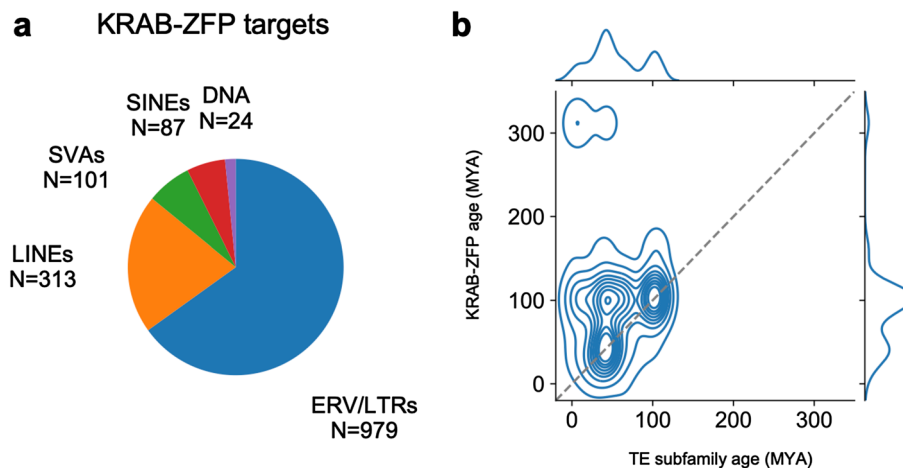 a
KRAB-ZFP targets
SINEs
N=87
DNA
N=24
SVAs
N=101
LINEs
N=313
ERV/LTRs
N=979
b
KRAB-ZFP age (MYA)
300
200
100
0
0
100
200
300
TE subfamily age (MYA)